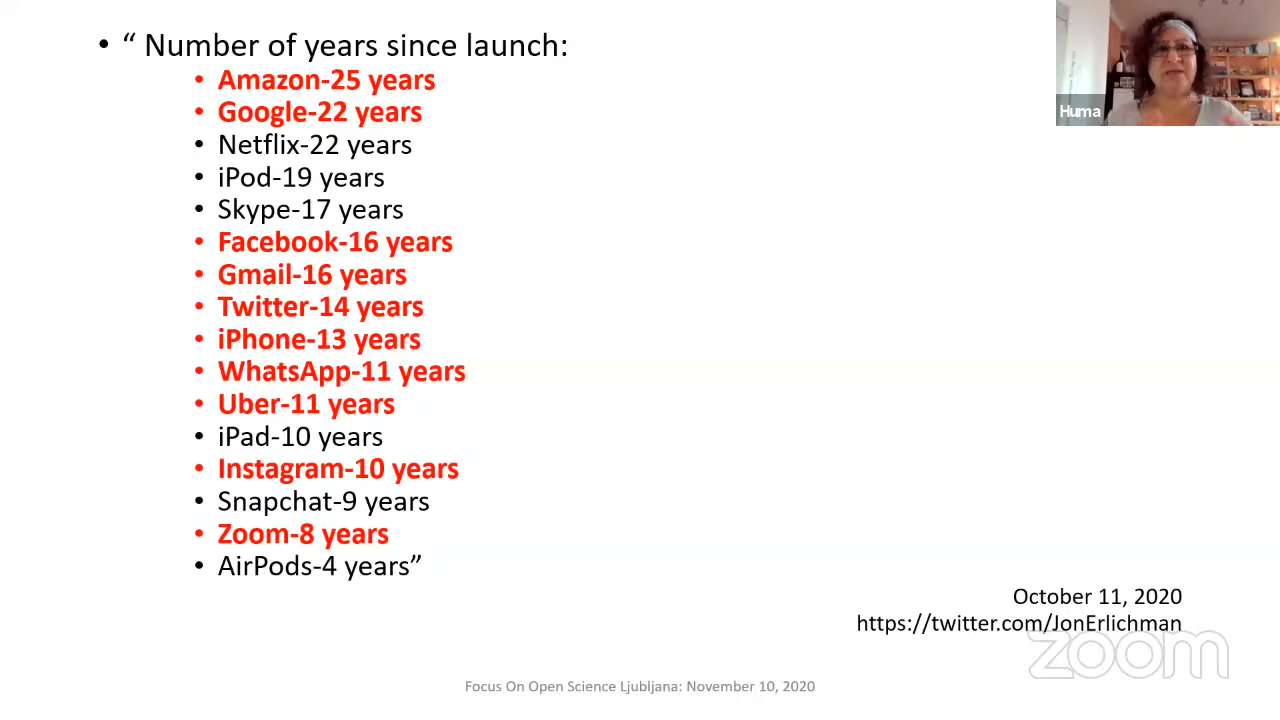 • “ Number of years since launch:
• Amazon-25 years
• Google-22 years
• Netflix-22 years
• iPod-19 years
• Skype-17 years
• Facebook-16 years
• Gmail-16 years
• Twitter-14 years
• iPhone-13 years
• WhatsApp-11 years
• Uber-11 years
• iPad-10 years
• Instagram-10 years
• Snapchat-9 years
• Zoom-8 years
• AirPods-4 years”
Huma
October 11, 2020
https://twitter.com/JonErlichman
zoom
Focus On Open Science Ljubljana: November 10, 2020